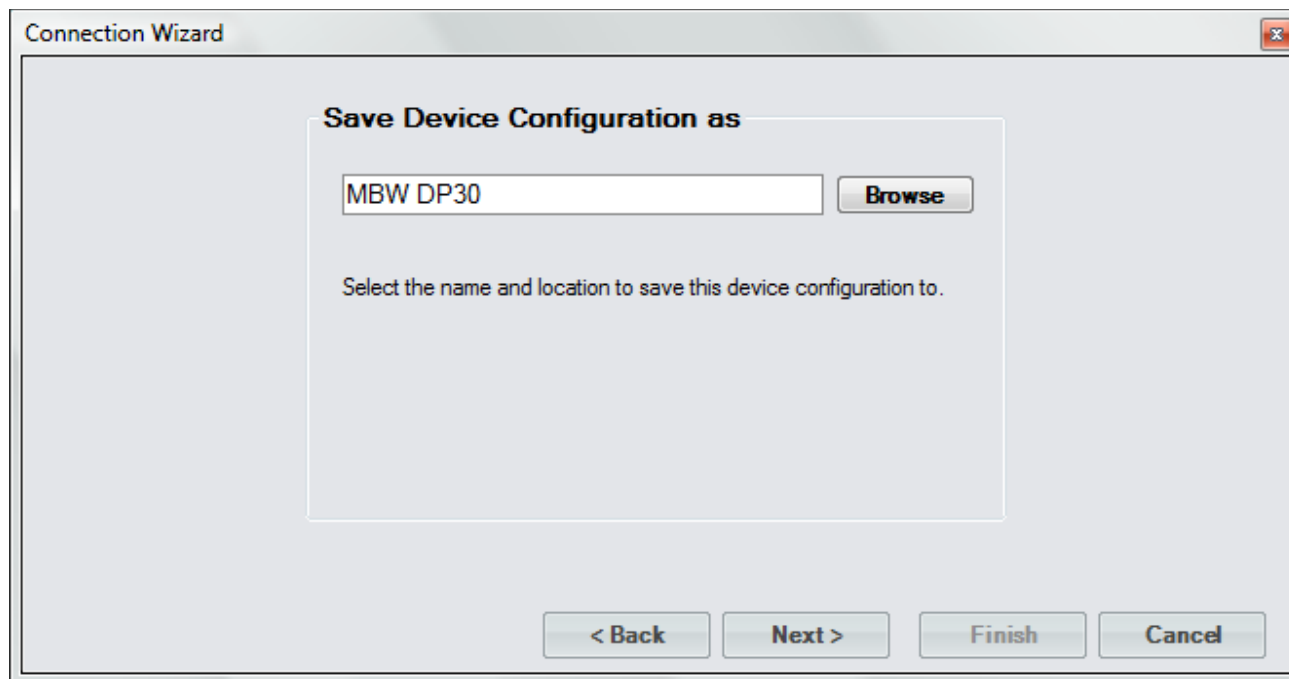 Connection Wizard
Save Device Configuration as
MBW DP30
Browse
Select the name and location to save this device configuration to.
< Back
Next >
Finish
Cancel